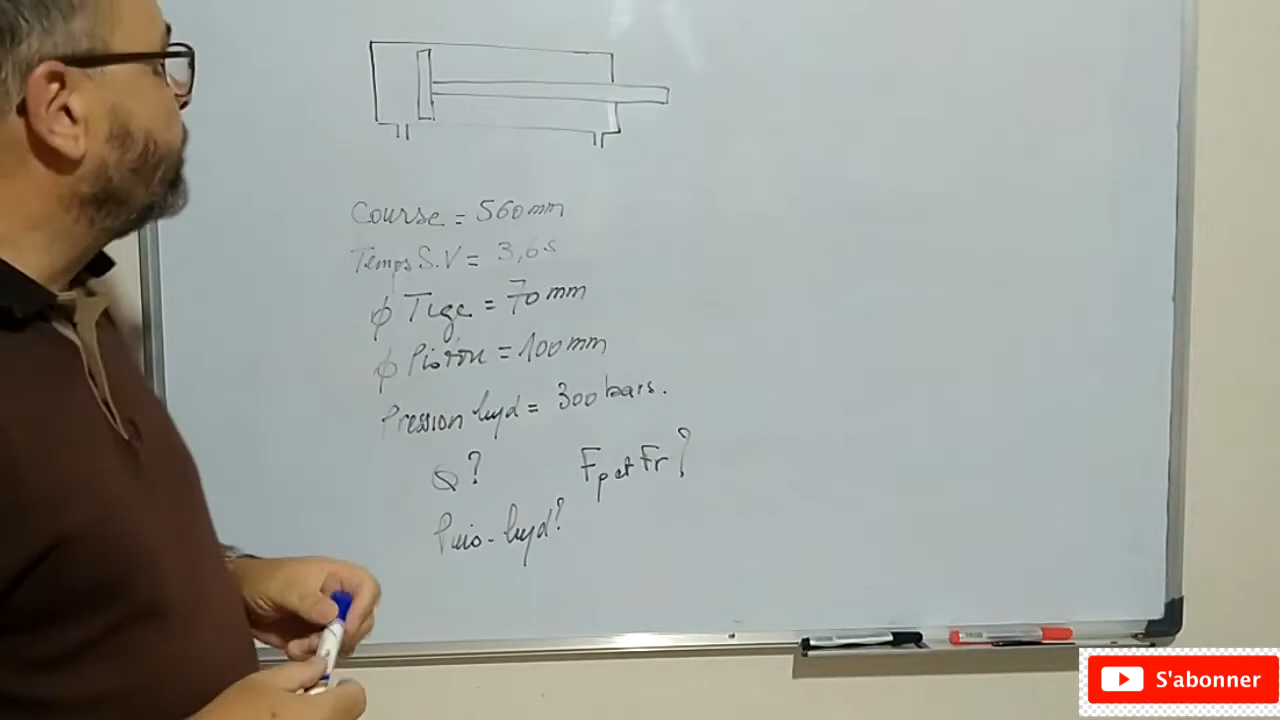 Course = 560 mm
Temps S.V = 3,6s
ϕ Tige = 70 mm
ϕ Piston = 100 mm
Pression hyd = 300 bars.
Q? Fp et Fr?
Puis-hyd?
S'abonner